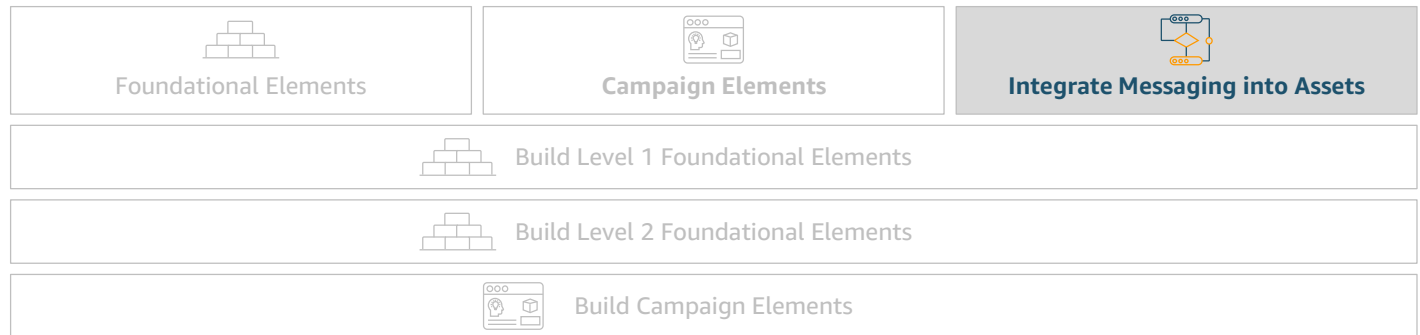 Foundational Elements
Campaign Elements
Integrate Messaging into Assets
Build Level 1 Foundational Elements
Build Level 2 Foundational Elements
Build Campaign Elements